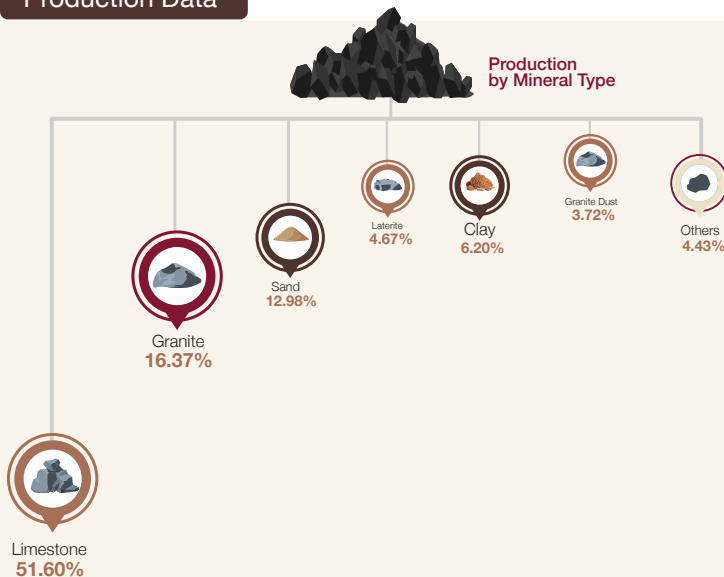 Production Data
Production
by Mineral Type
Granite Dust
3.72%
Laterite
4.67%
Clay
6.20%
Others
4.43%
Sand
12.98%
Granite
16.37%
Limestone
51.60%